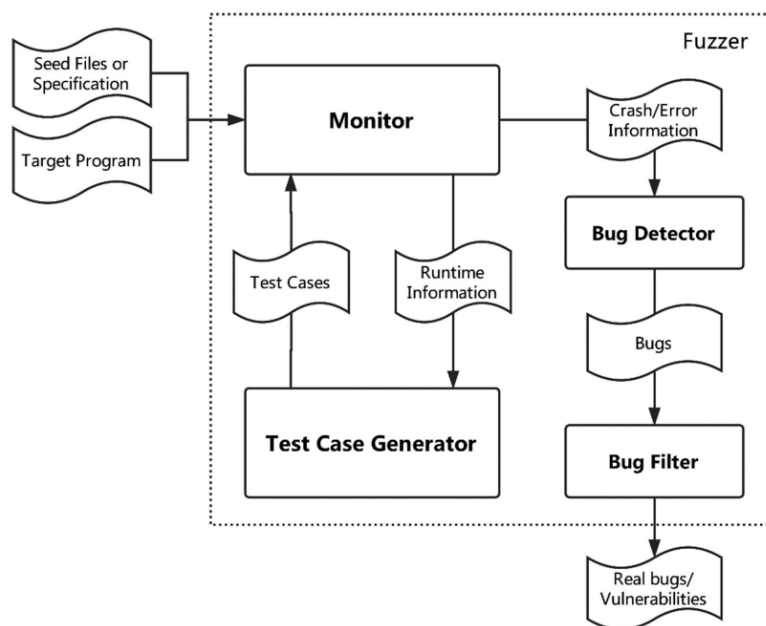 Fuzzer
Seed Files or
Specification
Target Program
Monitor
Crash/Error
Information
Bug Detector
Test Cases
Runtime
Information
Bugs
Test Case Generator
Bug Filter
Real bugs/
Vulnerabilities